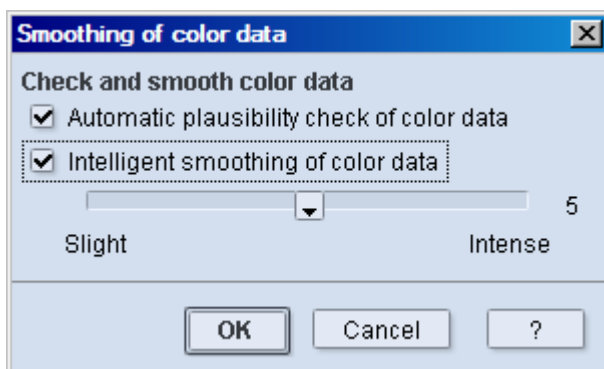 Smoothing of color data
Check and smooth color data
Automatic plausibility check of color data
Intelligent smoothing of color data
5
Slight Intense
OK Cancel ?